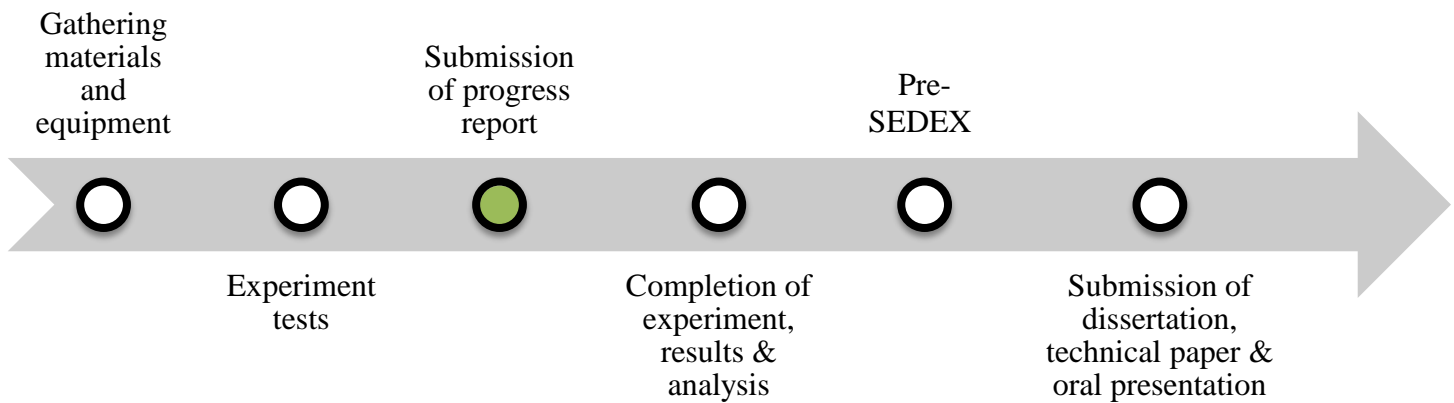 Gathering
materials
and
equipment
Experiment
tests
Submission
of progress
report
Completion of
experiment,
results &
analysis
Pre-
SEDEX
Submission of
dissertation,
technical paper &
oral presentation